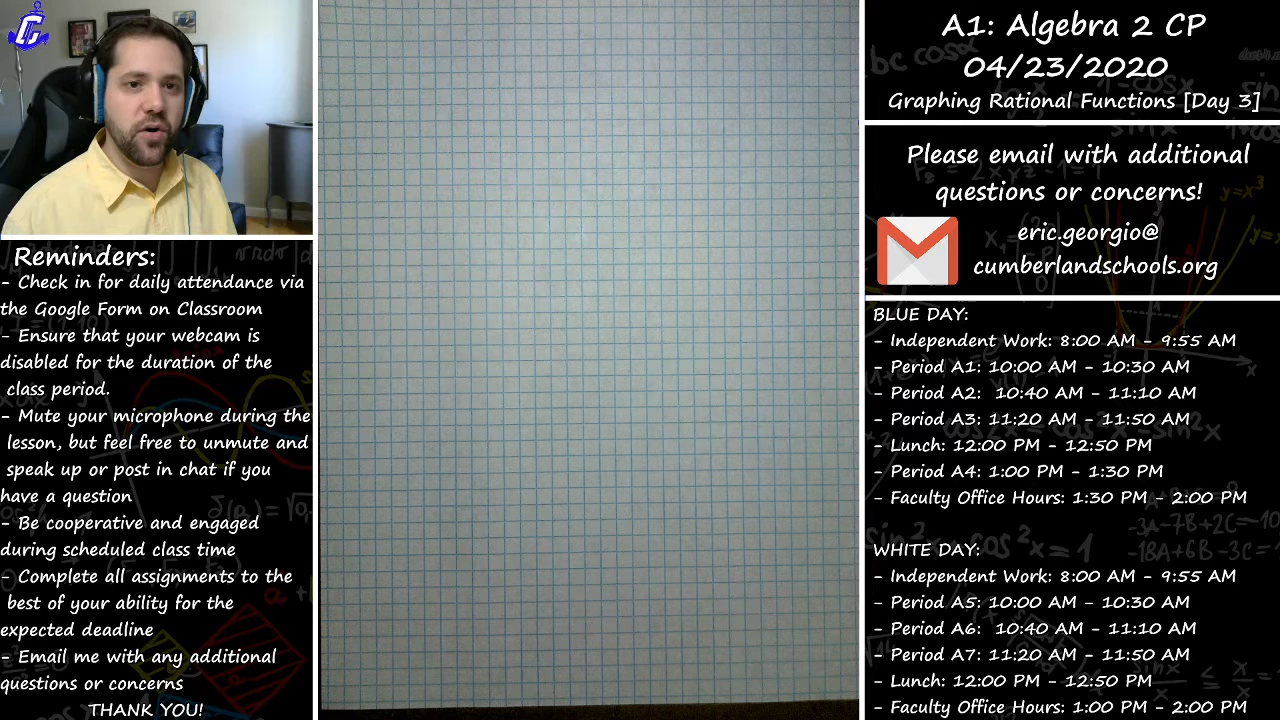 C
Reminders:
- Check in for daily attendance via
the Google Form on Classroom
- Ensure that your webcam is
disabled for the duration of the
class period.
- Mute your microphone during the
lesson, but feel free to unmute and
speak up or post in chat if you
have a question
- Be cooperative and engaged
during scheduled class time
- Complete all assignments to the
best of your ability for the
expected deadline
- Email me with any additional
questions or concerns
THANK YOU!
A1: Algebra 2 CP
04/23/2020
Graphing Rational Functions [Day 3]
Please email with additional
questions or concerns!
eric.georgio@
cumberlandschools.org
BLUE DAY:
- Independent Work: 8:00 AM - 9:55 AM
- Period A1: 10:00 AM - 10:30 AM
- Period A2: 10:40 AM - 11:10 AM
- Period A3: 11:20 AM - 11:50 AM
- Lunch: 12:00 PM - 12:50 PM
- Period A4: 1:00 PM - 1:30 PM
- Faculty Office Hours: 1:30 PM - 2:00 PM
WHITE DAY:
- Independent Work: 8:00 AM - 9:55 AM
- Period A5: 10:00 AM - 10:30 AM
- Period A6: 10:40 AM - 11:10 AM
- Period A7: 11:20 AM - 11:50 AM
- Lunch: 12:00 PM - 12:50 PM
- Faculty Office Hours: 1:00 PM - 2:00 PM